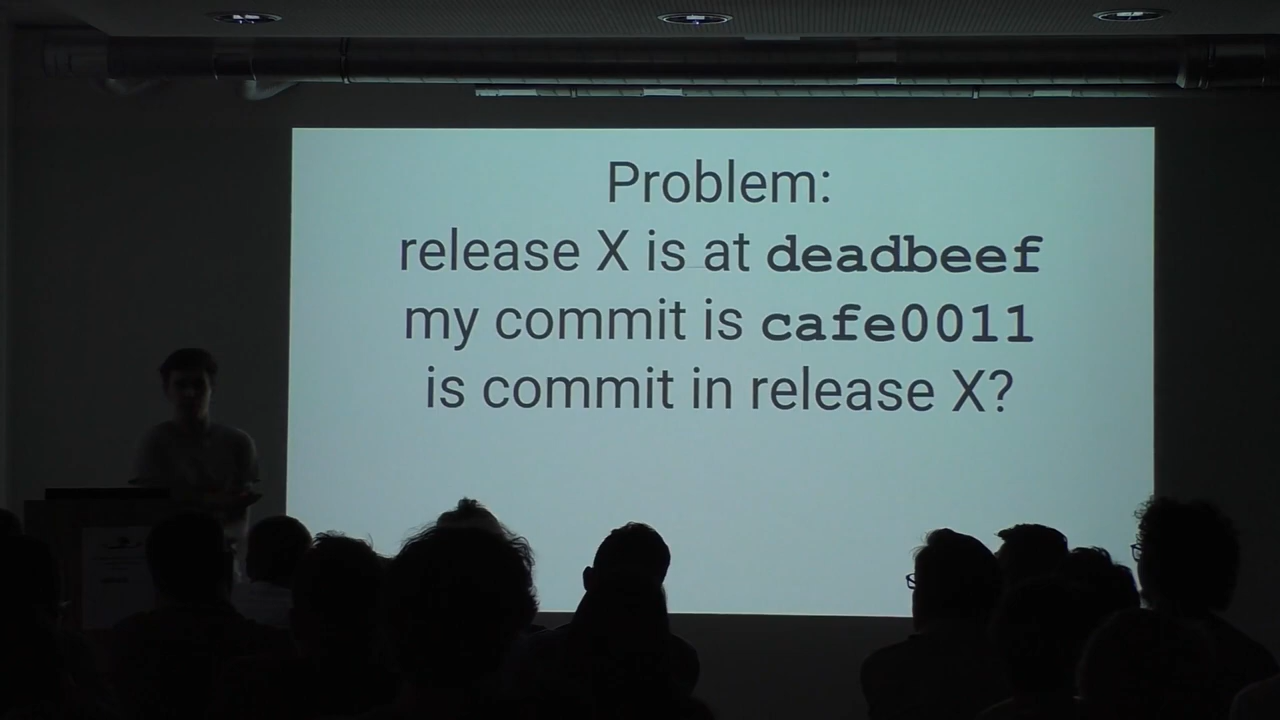 Problem:
release X is at deadbeef
my commit is cafe0011
is commit in release X?